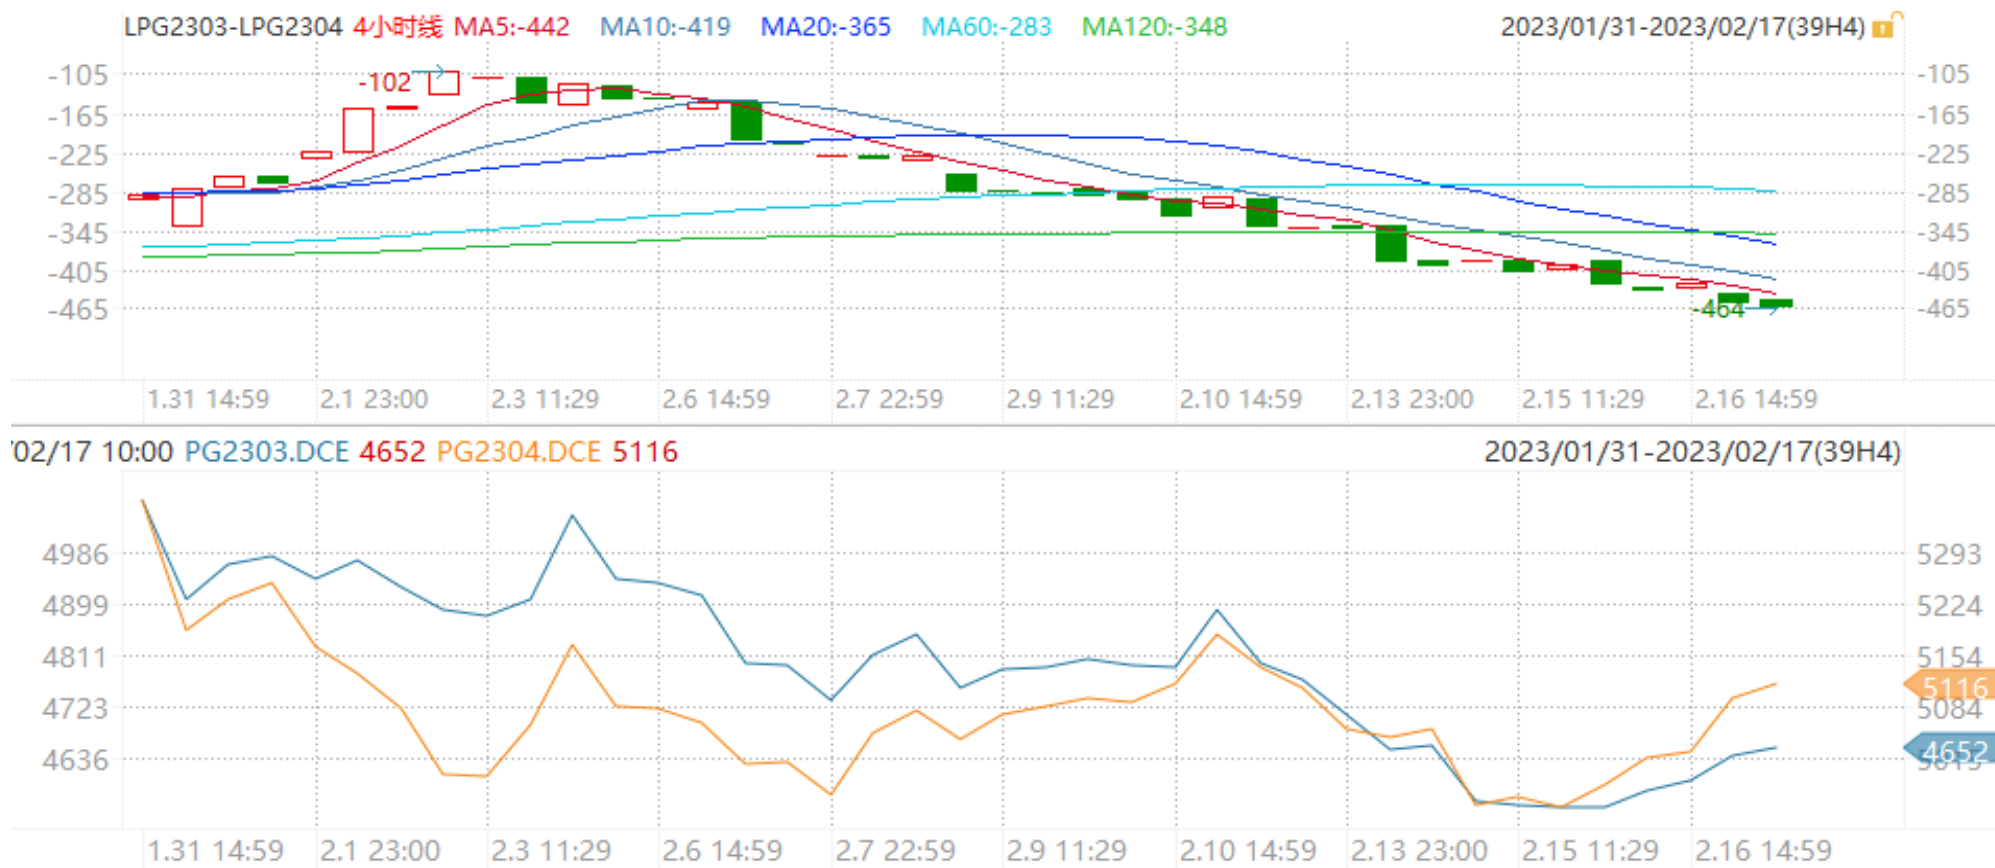 LPG2303-LPG2304 4小时线 MA5:-442 MA10:-419 MA20:-365 MA60:-283 MA120:-348 2023/01/31-2023/02/17(39H4)
-105 -102 -105
-165 -165
-225 -225
-285 -285
-345 -345
-405 -405
-465 -464 -465
1.31 14:59 2.1 23:00 2.3 11:29 2.6 14:59 2.7 22:59 2.9 11:29 2.10 14:59 2.13 23:00 2.15 11:29 2.16 14:59
02/17 10:00 PG2303.DCE 4652 PG2304.DCE 5116 2023/01/31-2023/02/17(39H4)
4986 5293
4899 5224
4811 5154
5116
4723 5084
4652
4636
1.31 14:59 2.1 23:00 2.3 11:29 2.6 14:59 2.7 22:59 2.9 11:29 2.10 14:59 2.13 23:00 2.15 11:29 2.16 14:59